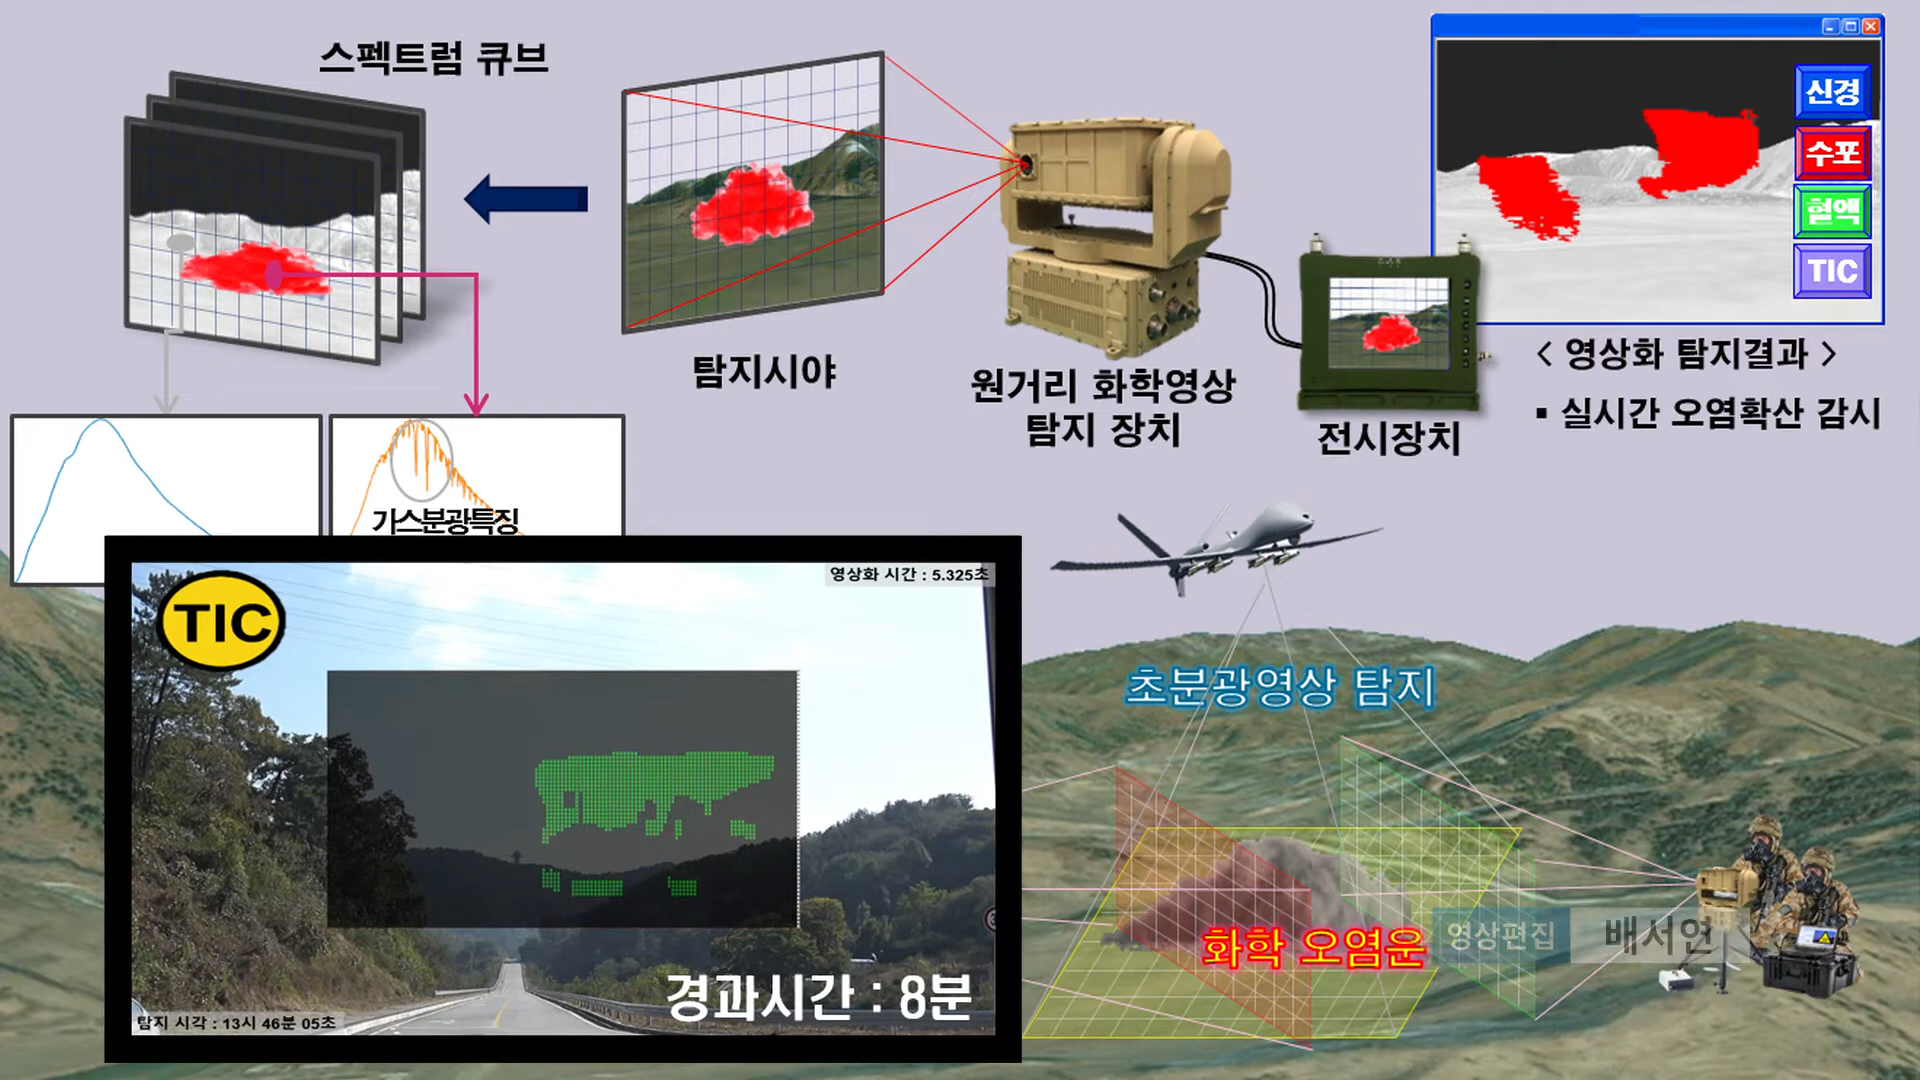 스펙트럼 큐브
탐지시야
원거리 화학영상
탐지 장치
전시장치
신경
수포
혈액
TIC
< 영상화 탐지결과 >
▪ 실시간 오염확산 감시
가스분광특징
TIC
영상화 시간 : 5.325초
경과시간 : 8분
탐지 시각 : 13시 46분 05초
초분광영상 탐지
화학 오염운
영상편집
배서연